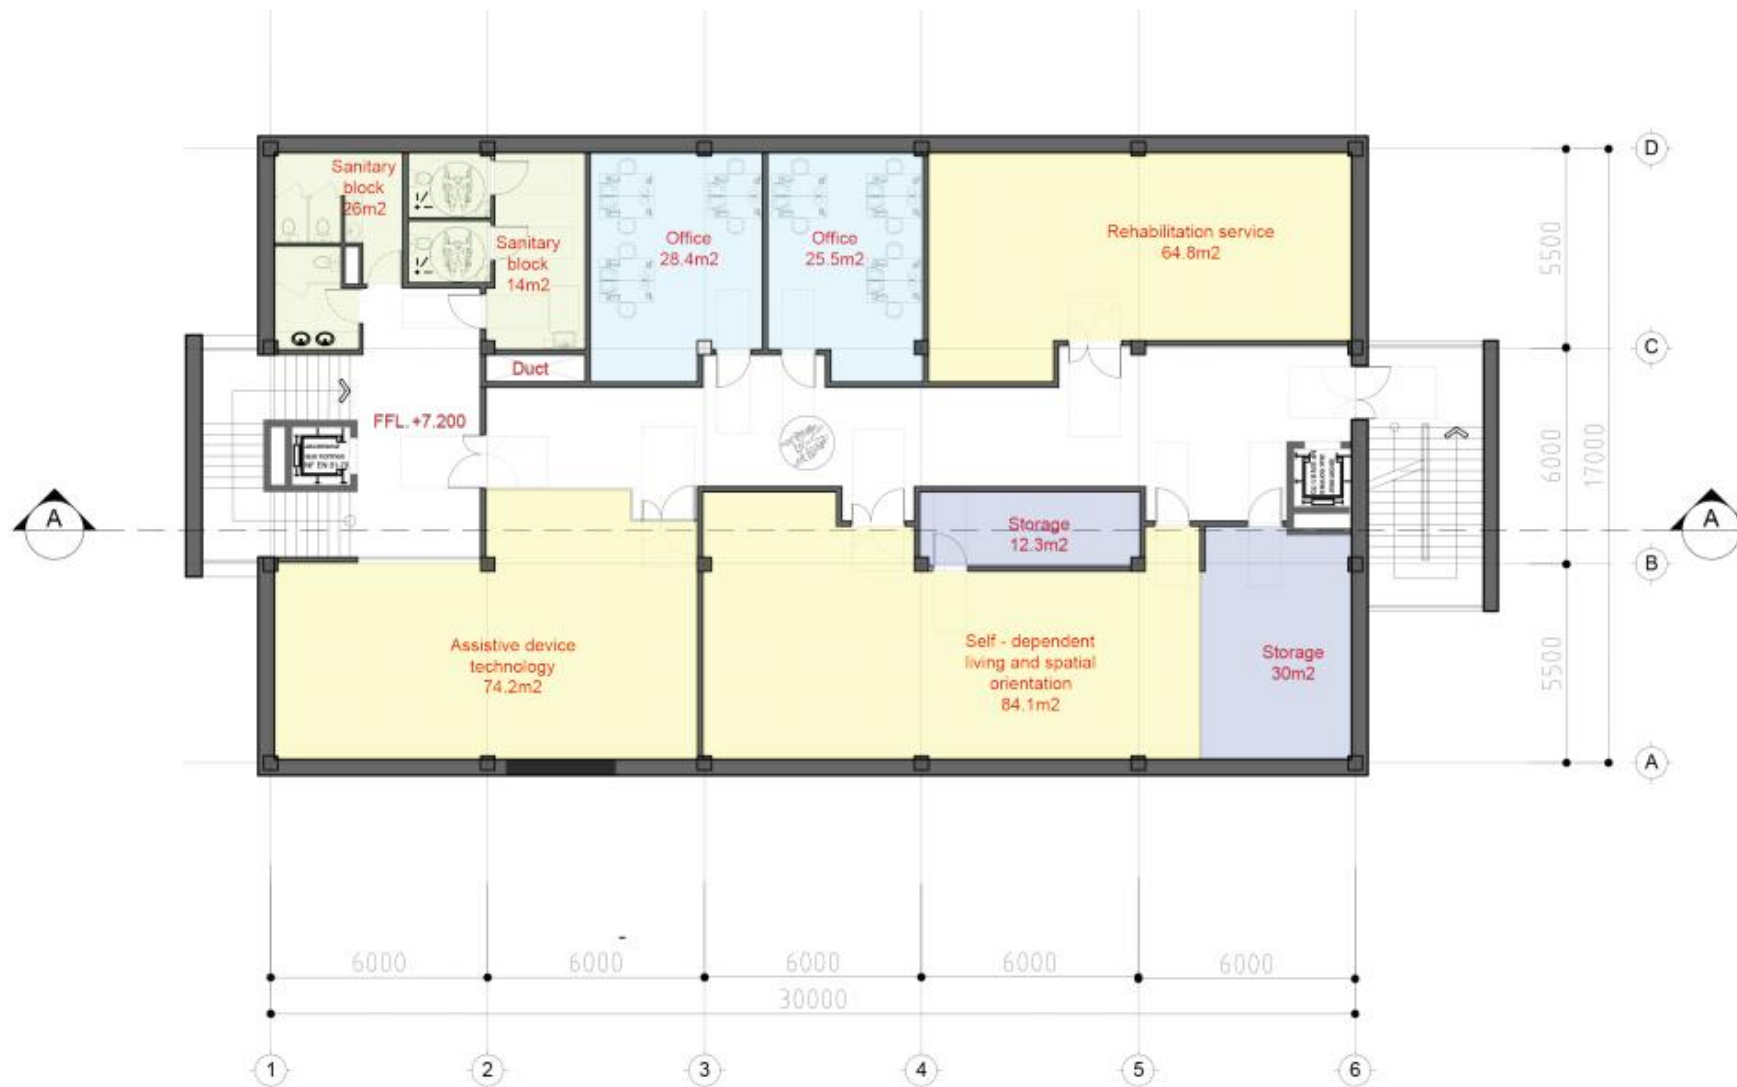 Sanitary
block
26m2
Sanitary
block
14m2
Office
28.4m2
Office
25.5m2
Rehabilitation service
64.8m2
Duct
FFL. +7.200
A
A
Storage
12.3m2
Assistive device
technology
74.2m2
Self - dependent
living and spatial
orientation
84.1m2
Storage
30m2
D
C
B
A
5500
6000
5500
17000
6000
6000
6000
6000
6000
30000
1
2
3
4
5
6